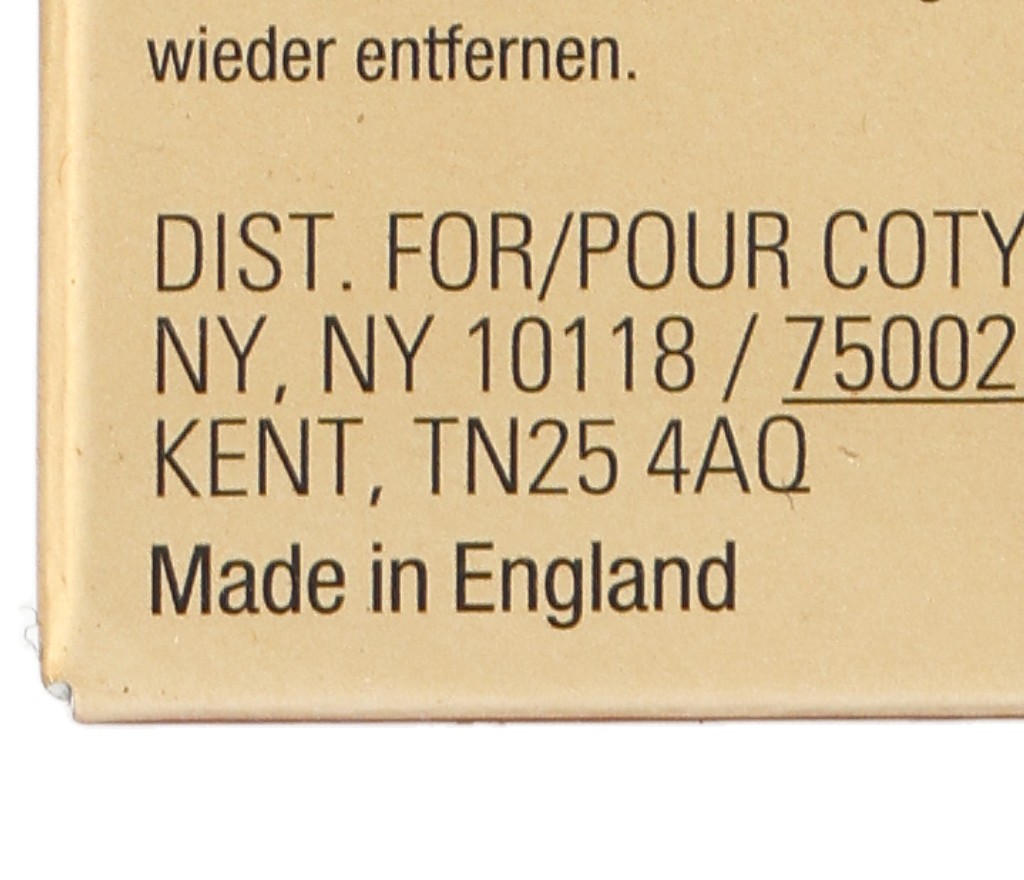 wieder entfernen.
DIST. FOR/POUR COTY
NY, NY 10118 / 75002
KENT, TN25 4AQ
Made in England